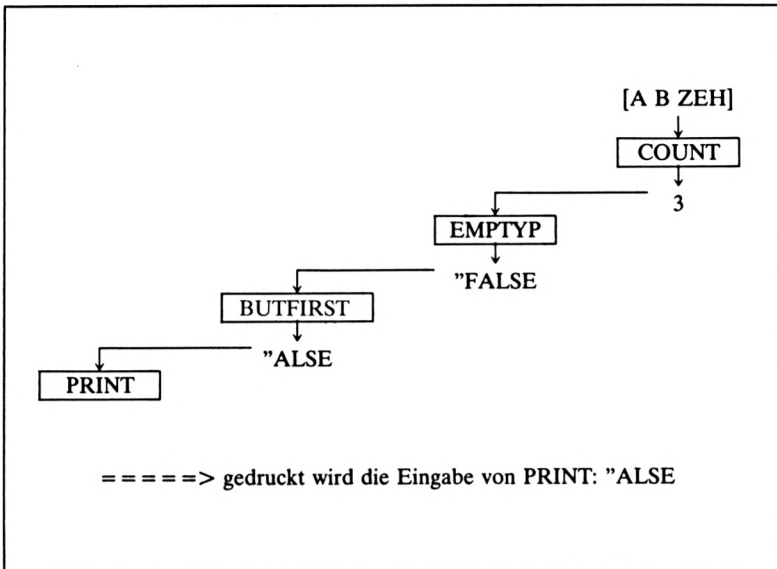 [A B ZEH]
COUNT
3
EMPTYP
”FALSE
BUTFIRST
”ALSE
PRINT
= = = = => gedruckt wird die Eingabe von PRINT: ”ALSE